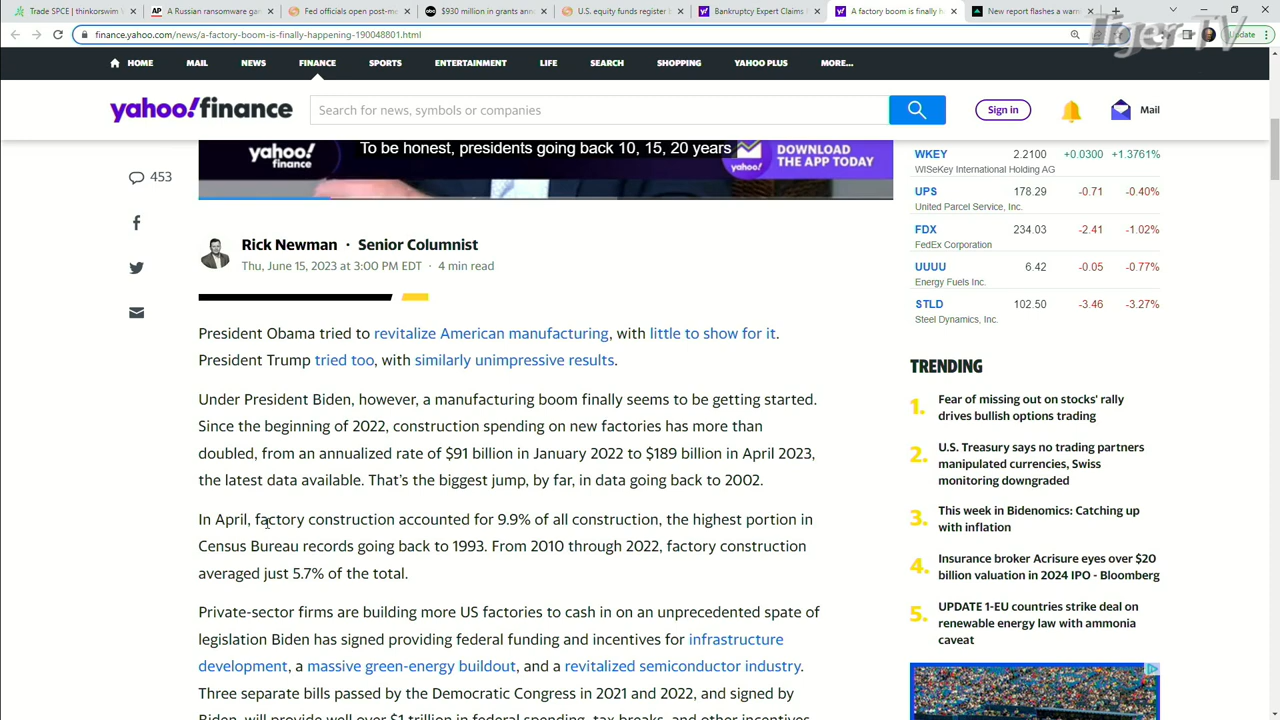 Trade SPCE | thinkorswim W
A Russian ransomware gan
Fed officials open post-me
$930 million in grants anno
U.S. equity funds register b
Bankruptcy Expert Claims F
A factory boom is finally ha
New report flashes a warni
finance.yahoo.com/news/a-factory-boom-is-finally-happening-190048801.html
Update
Tiger TV
HOME MAIL NEWS FINANCE SPORTS ENTERTAINMENT LIFE SEARCH SHOPPING YAHOO PLUS MORE...
yahoo!finance
Search for news, symbols or companies
Sign in
Mail
yahoo!
finance
To be honest, presidents going back 10, 15, 20 years
yahoo!
DOWNLOAD
THE APP TODAY
453
Rick Newman · Senior Columnist
Thu, June 15, 2023 at 3:00 PM EDT · 4 min read
President Obama tried to revitalize American manufacturing, with little to show for it.
President Trump tried too, with similarly unimpressive results.
Under President Biden, however, a manufacturing boom finally seems to be getting started.
Since the beginning of 2022, construction spending on new factories has more than
doubled, from an annualized rate of $91 billion in January 2022 to $189 billion in April 2023,
the latest data available. That's the biggest jump, by far, in data going back to 2002.
In April, factory construction accounted for 9.9% of all construction, the highest portion in
Census Bureau records going back to 1993. From 2010 through 2022, factory construction
averaged just 5.7% of the total.
Private-sector firms are building more US factories to cash in on an unprecedented spate of
legislation Biden has signed providing federal funding and incentives for infrastructure
development, a massive green-energy buildout, and a revitalized semiconductor industry.
Three separate bills passed by the Democratic Congress in 2021 and 2022, and signed by
Biden, will provide well over $1 trillion in federal spending, tax breaks, and other incentives
WKEY 2.2100 +0.0300 +1.3761%
WISeKey International Holding AG
UPS 178.29 -0.71 -0.40%
United Parcel Service, Inc.
FDX 234.03 -2.41 -1.02%
FedEx Corporation
UUUU 6.42 -0.05 -0.77%
Energy Fuels Inc.
STLD 102.50 -3.46 -3.27%
Steel Dynamics, Inc.
TRENDING
1. Fear of missing out on stocks' rally
drives bullish options trading
2. U.S. Treasury says no trading partners
manipulated currencies, Swiss
monitoring downgraded
3. This week in Bidenomics: Catching up
with inflation
4. Insurance broker Acrisure eyes over $20
billion valuation in 2024 IPO - Bloomberg
5. UPDATE 1-EU countries strike deal on
renewable energy law with ammonia
caveat